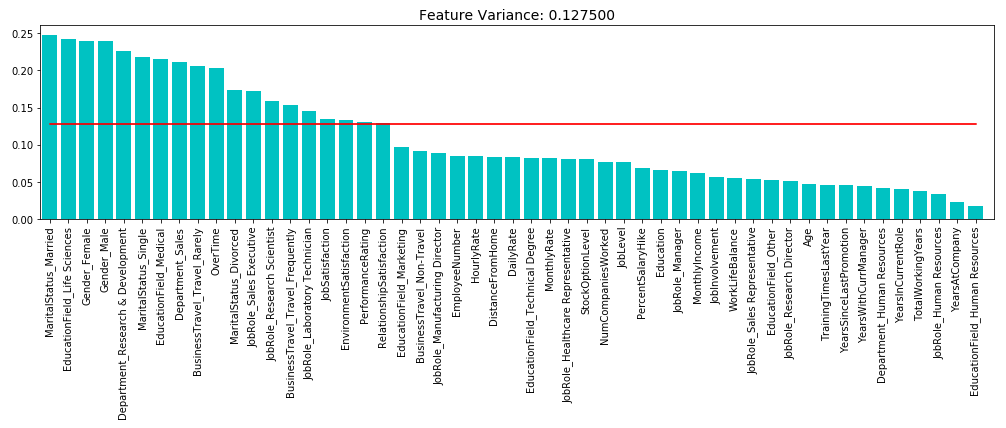 Feature Variance: 0.127500
0.25
0.20
0.15
0.10
0.05
0.00
MaritalStatus_Married
EducationField_Life Sciences
Gender_Female
Gender_Male
Department_Research & Development
MaritalStatus_Single
EducationField_Medical
Department_Sales
BusinessTravel_Travel_Rarely
OverTime
MaritalStatus_Divorced
JobRole_Sales Executive
JobRole_Research Scientist
BusinessTravel_Travel_Frequently
JobRole_Laboratory Technician
JobSatisfaction
EnvironmentSatisfaction
PerformanceRating
RelationshipSatisfaction
EducationField_Marketing
BusinessTravel_Non-Travel
JobRole_Manufacturing Director
EmployeeNumber
HourlyRate
DistanceFromHome
DailyRate
MonthlyRate
EducationField_Technical Degree
JobRole_Healthcare Representative
StockOptionLevel
NumCompaniesWorked
JobLevel
PercentSalaryHike
Education
JobRole_Manager
MonthlyIncome
JobInvolvement
WorkLifeBalance
JobRole_Sales Representative
EducationField_Other
JobRole_Research Director
Age
TrainingTimesLastYear
YearsSinceLastPromotion
YearsWithCurrManager
Department_Human Resources
YearsInCurrentRole
TotalWorkingYears
JobRole_Human Resources
YearsAtCompany
EducationField_Human Resources